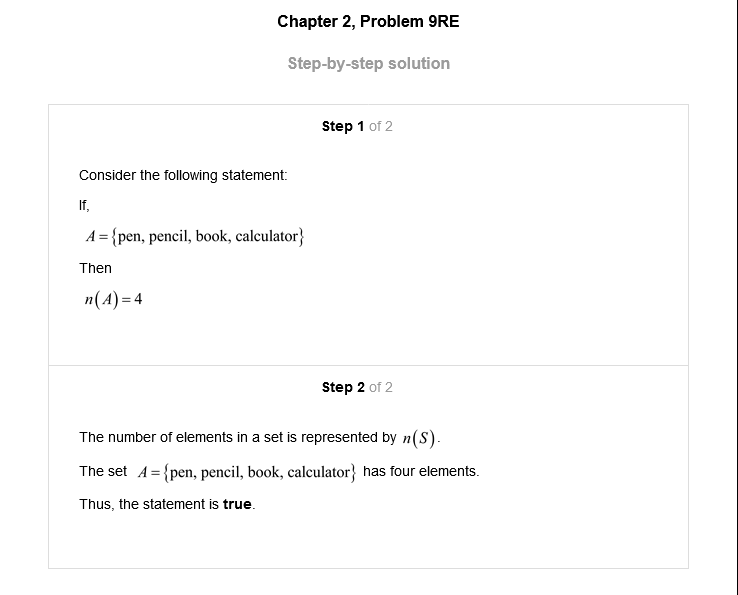 Chapter 2, Problem 9RE
Step-by-step solution
Step 1 of 2
Consider the following statement:
If,
A = {pen, pencil, book, calculator}
Then
n(A) = 4
Step 2 of 2
The number of elements in a set is represented by n(S).
The set A = {pen, pencil, book, calculator} has four elements.
Thus, the statement is true.